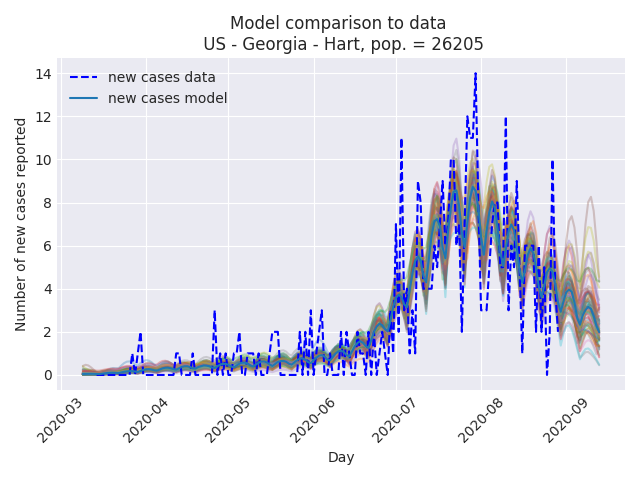 Model comparison to data
US - Georgia - Hart, pop. = 26205
new cases data
new cases model
Number of new cases reported
14
12
10
8
6
4
2
0
2020-03
2020-04
2020-05
2020-06
2020-07
2020-08
2020-09
Day